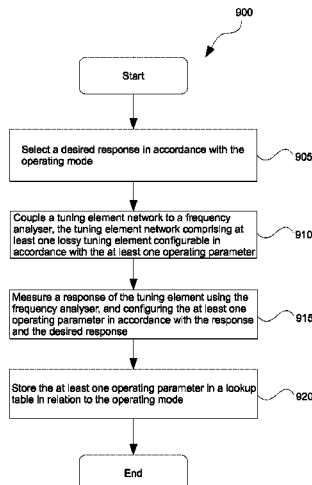 900
Start
Select a desired response in accordance with the
operating mode
905
Couple a tuning element network to a frequency
analyser, the tuning element network comprising at
least one lossy tuning element configurable in
accordance with the at least one operating parameter
910
Measure a response of the tuning element using the
frequency analyser, and configuring the at least one
operating parameter in accordance with the response
and the desired response
915
Store the at least one operating parameter in a lookup
table in relation to the operating mode
920
End